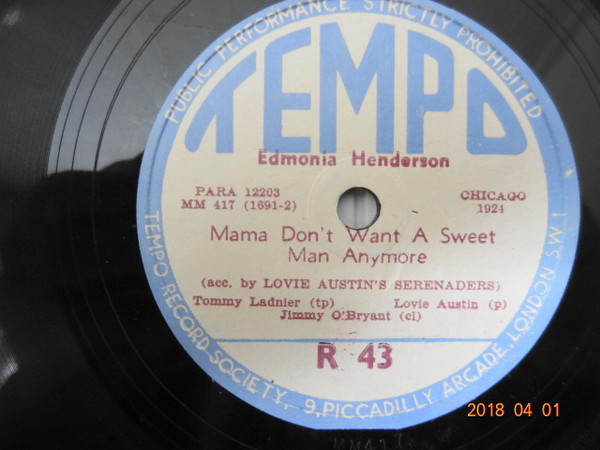 PUBLIC PERFORMANCE STRICTLY PROHIBITED
TEMPO
Edmonia Henderson
PARA 12203
MM 417 (1691-2)
CHICAGO
1924
Mama Don't Want A Sweet
Man Anymore
(acc. by LOVIE AUSTIN'S SERENADERS)
Tommy Ladnier (tp) Lovie Austin (p)
Jimmy O'Bryant (cl)
R 43
TEMPO RECORD SOCIETY, 9, PICCADILLY ARCADE, LONDON SW1
MM417
2018 04 01